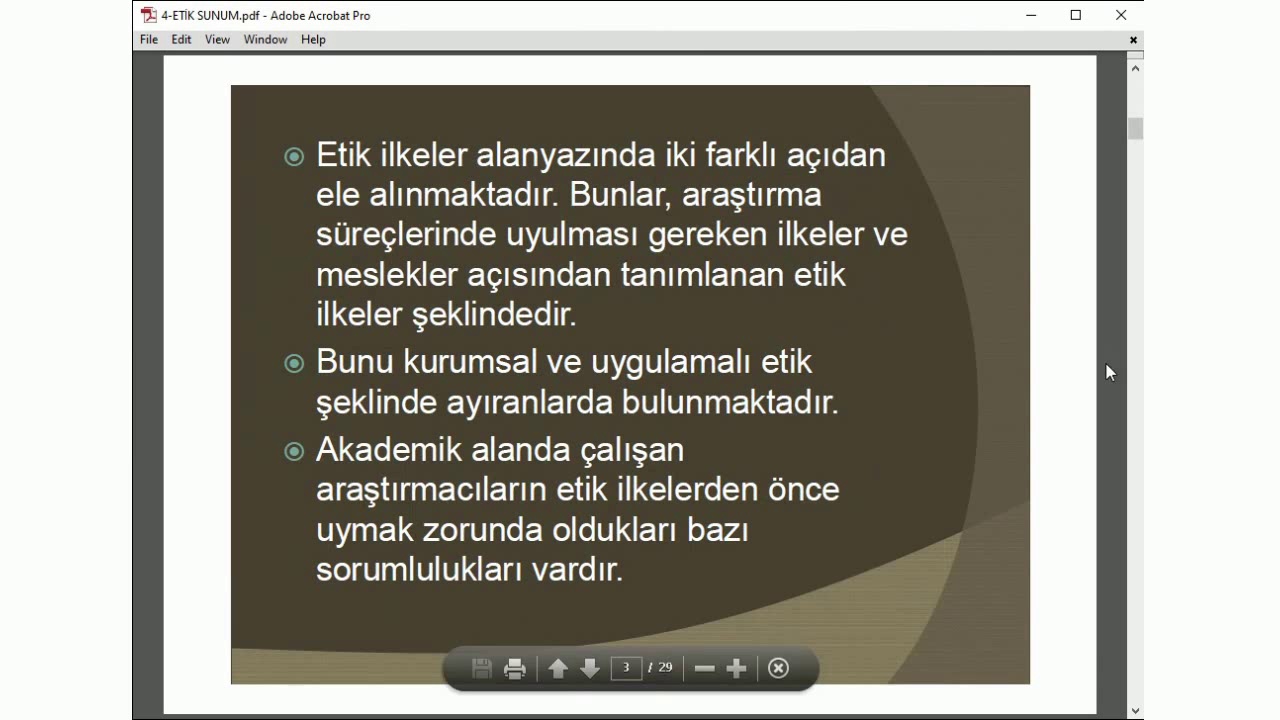 4-ETİK SUNUM.pdf - Adobe Acrobat Pro
File Edit View Window Help
Etik ilkeler alanyazında iki farklı açıdan
ele alınmaktadır. Bunlar, araştırma
süreçlerinde uyulması gereken ilkeler ve
meslekler açısından tanımlanan etik
ilkeler şeklindedir.
Bunu kurumsal ve uygulamalı etik
şeklinde ayıranlarda bulunmaktadır.
Akademik alanda çalışan
araştırmacıların etik ilkelerden önce
uymak zorunda oldukları bazı
sorumlulukları vardır.
3 / 29